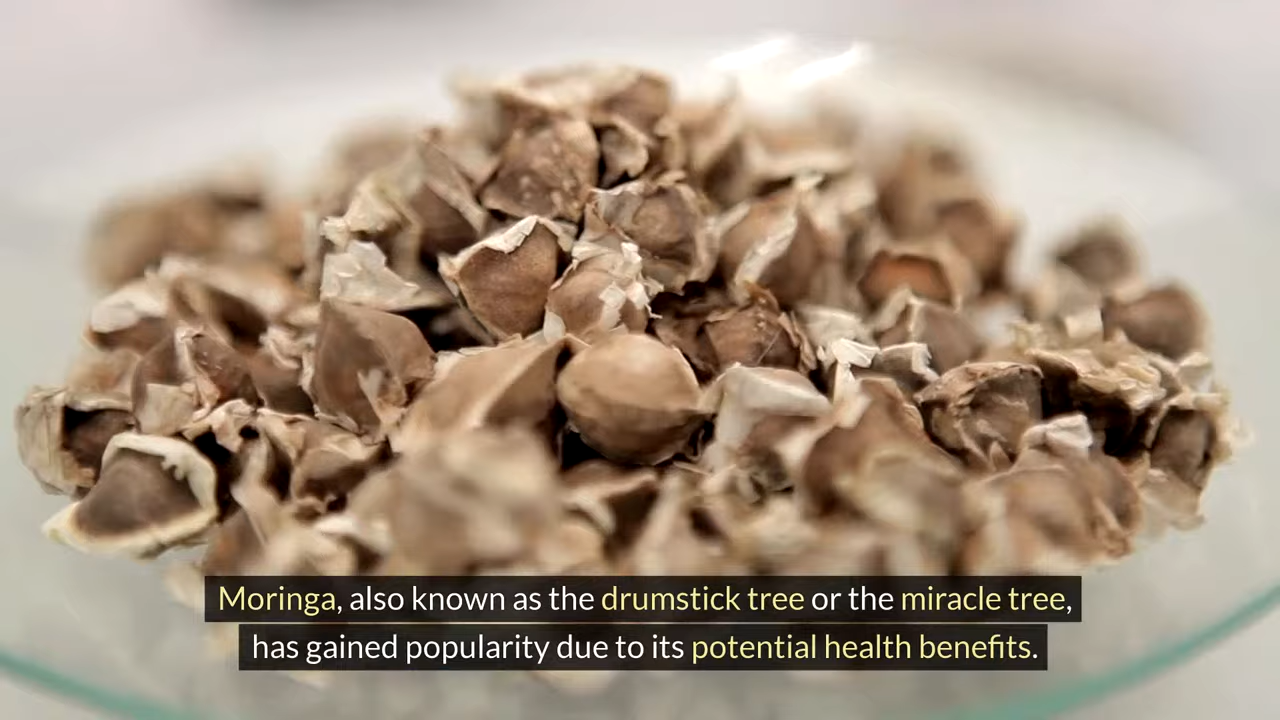 Moringa, also known as the drumstick tree or the miracle tree,
has gained popularity due to its potential health benefits.